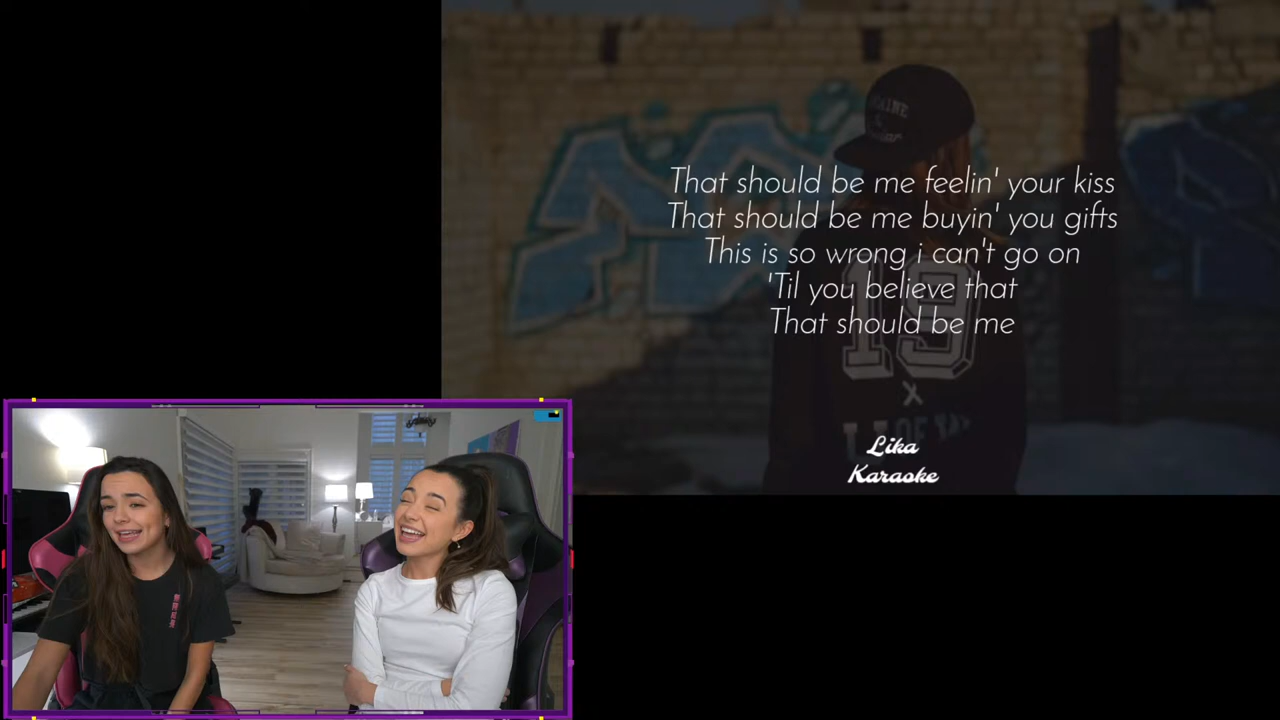 That should be me feelin' your kiss
That should be me buyin' you gifts
This is so wrong i can't go on
'Til you believe that
That should be me
19
X
Lika
Karaoke